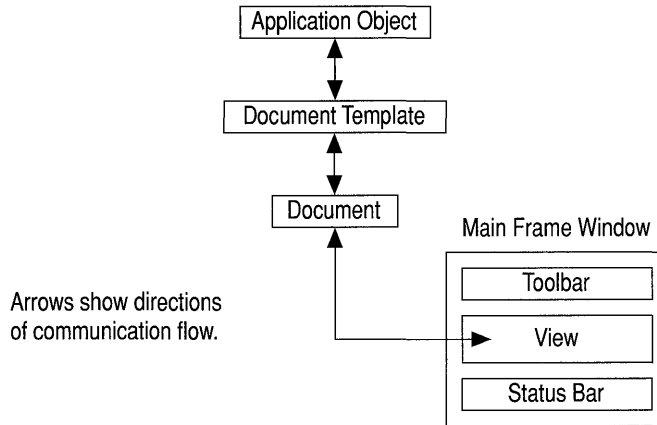 Application Object
Document Template
Document
Main Frame Window
Toolbar
Arrows show directions
of communication flow.
View
Status Bar